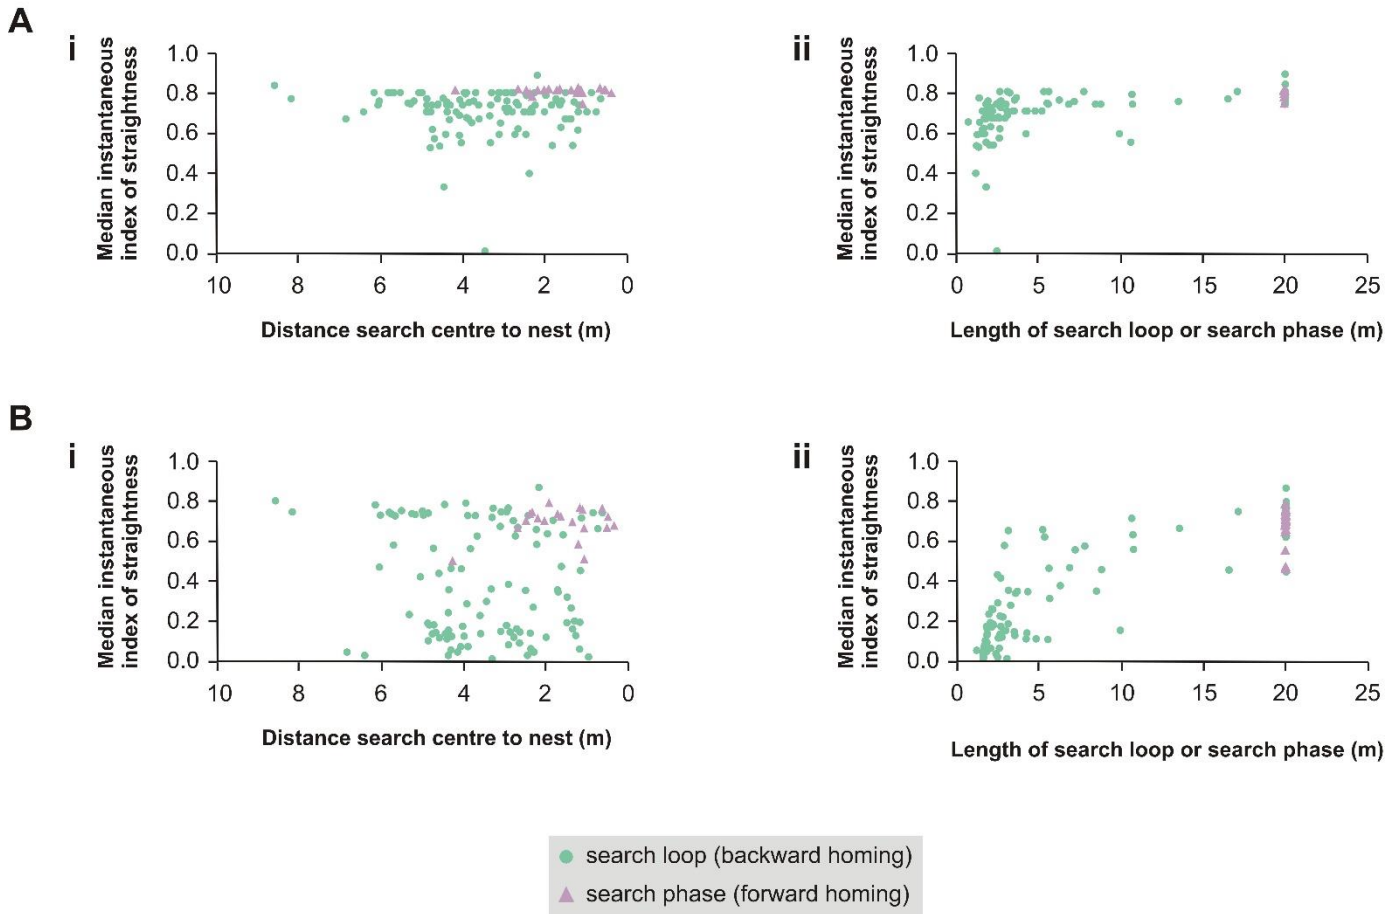 A
i
Median instantaneous
index of straightness
1.0
0.8
0.6
0.4
0.2
0.0
10
8
6
4
2
0
Distance search centre to nest (m)
ii
Median instantaneous
index of straightness
1.0
0.8
0.6
0.4
0.2
0.0
0
5
10
15
20
25
Length of search loop or search phase (m)
B
i
Median instantaneous
index of straightness
1.0
0.8
0.6
0.4
0.2
0.0
10
8
6
4
2
0
Distance search centre to nest (m)
ii
Median instantaneous
index of straightness
1.0
0.8
0.6
0.4
0.2
0.0
0
5
10
15
20
25
Length of search loop or search phase (m)
search loop (backward homing)
search phase (forward homing)